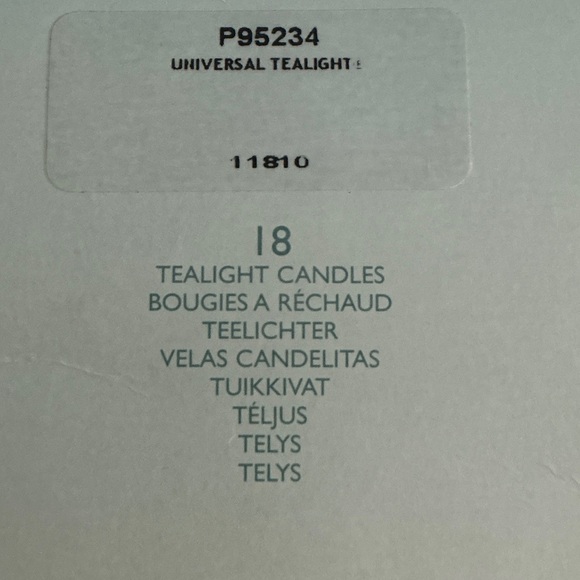 P95234
UNIVERSAL TEALIGHT
11810
18
TEALIGHT CANDLES
BOUGIES A RÉCHAUD
TEELICHTER
VELAS CANDELITAS
TUIKKIVAT
TÉLJUS
TELYS
TELYS